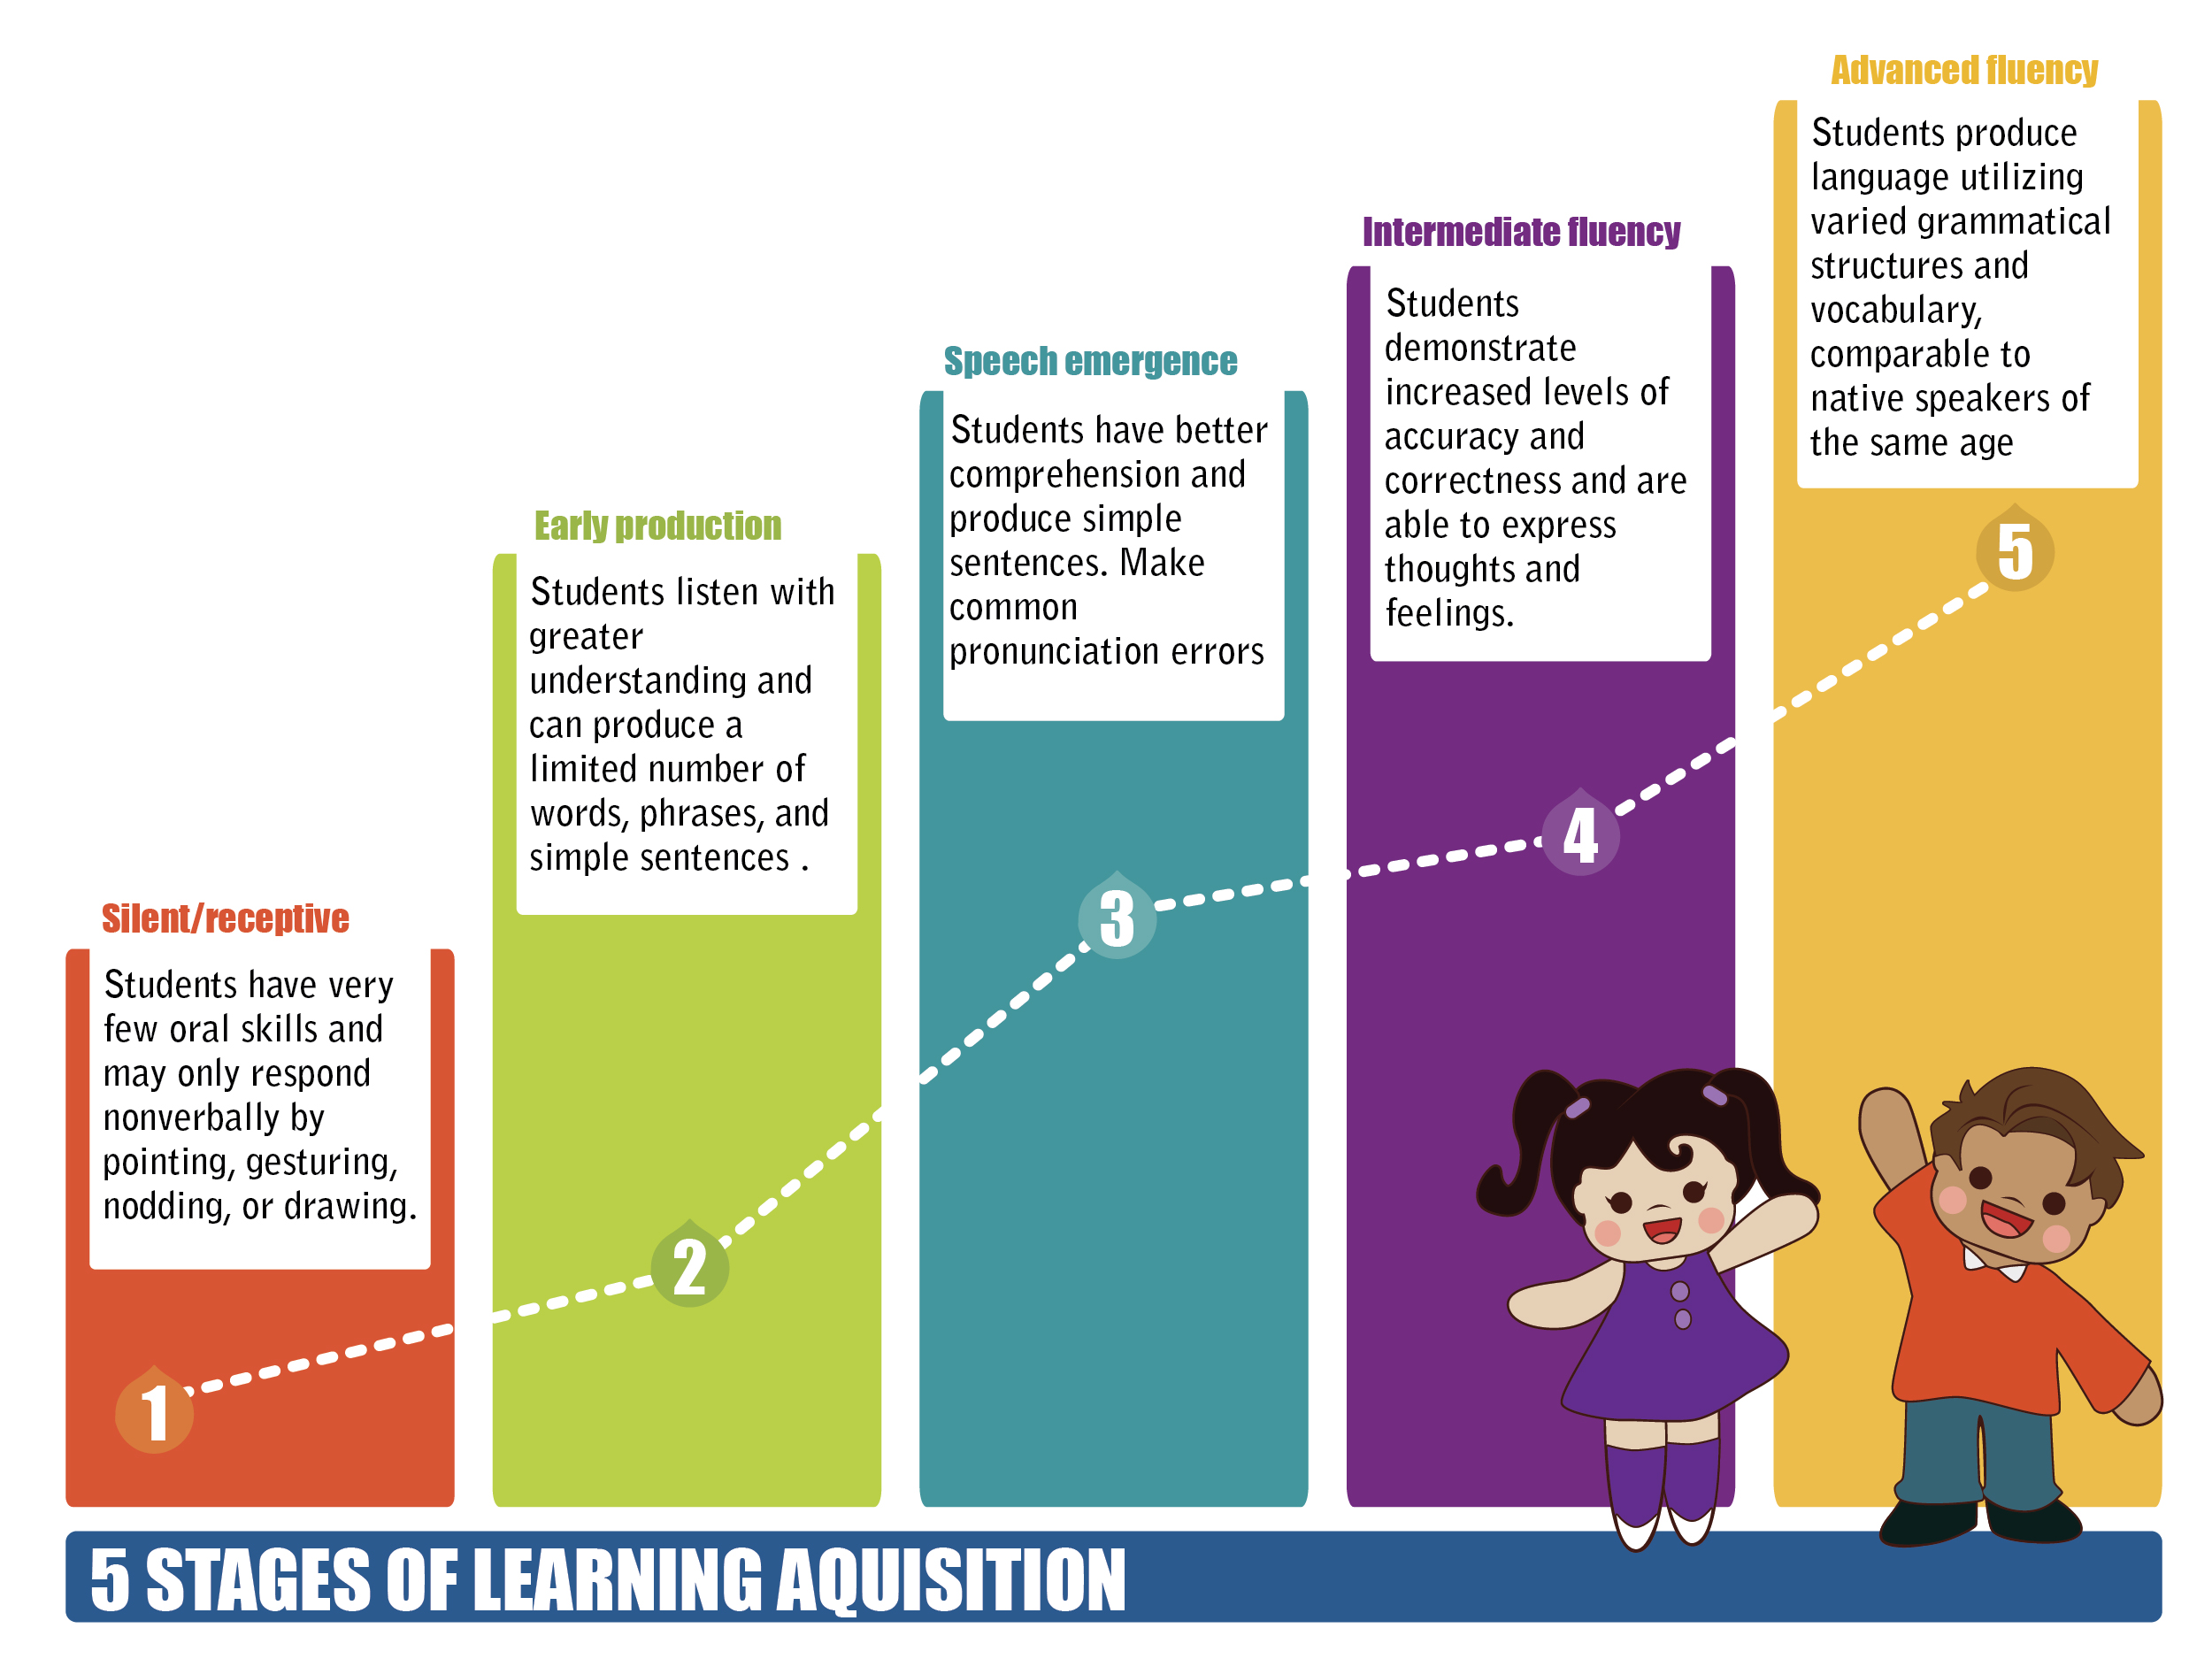 Silent/receptive
Students have very
few oral skills and
may only respond
nonverbally by
pointing, gesturing,
nodding, or drawing.
1
Early production
Students listen with
greater
understanding and
can produce a
limited number of
words, phrases, and
simple sentences .
2
Speech emergence
Students have better
comprehension and
produce simple
sentences. Make
common
pronunciation errors
3
Intermediate fluency
Students
demonstrate
increased levels of
accuracy and
correctness and are
able to express
thoughts and
feelings.
4
Advanced fluency
Students produce
language utilizing
varied grammatical
structures and
vocabulary,
comparable to
native speakers of
the same age
5
5 STAGES OF LEARNING AQUISITION